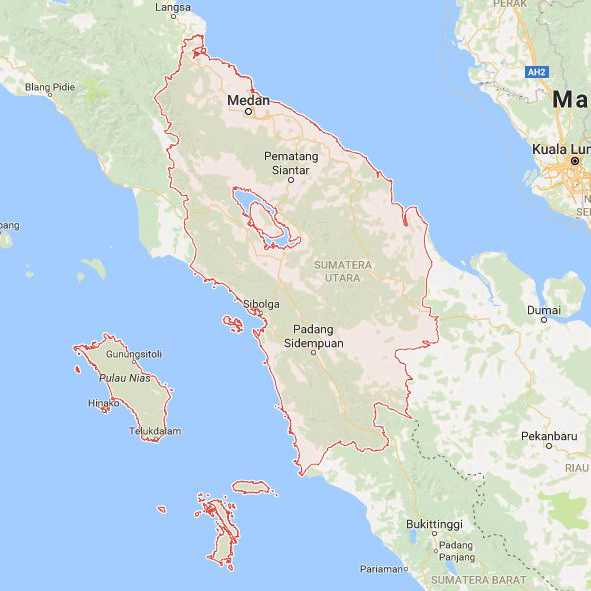 Langsa
PERAK
AH2
Blang Pidie
Ma
Medan
Kuala Lun
Pematang
Siantar
N
SE
pang
SUMATERA
UTARA
Sibolga
Dumai
Padang
Sidempuan
Gunungsitoli
Pulau Nias
Hinako
Telukdalam
Pekanbaru
RIAU
Bukittinggi
Padang
Panjang
Pariaman
SUMATERA BARAT